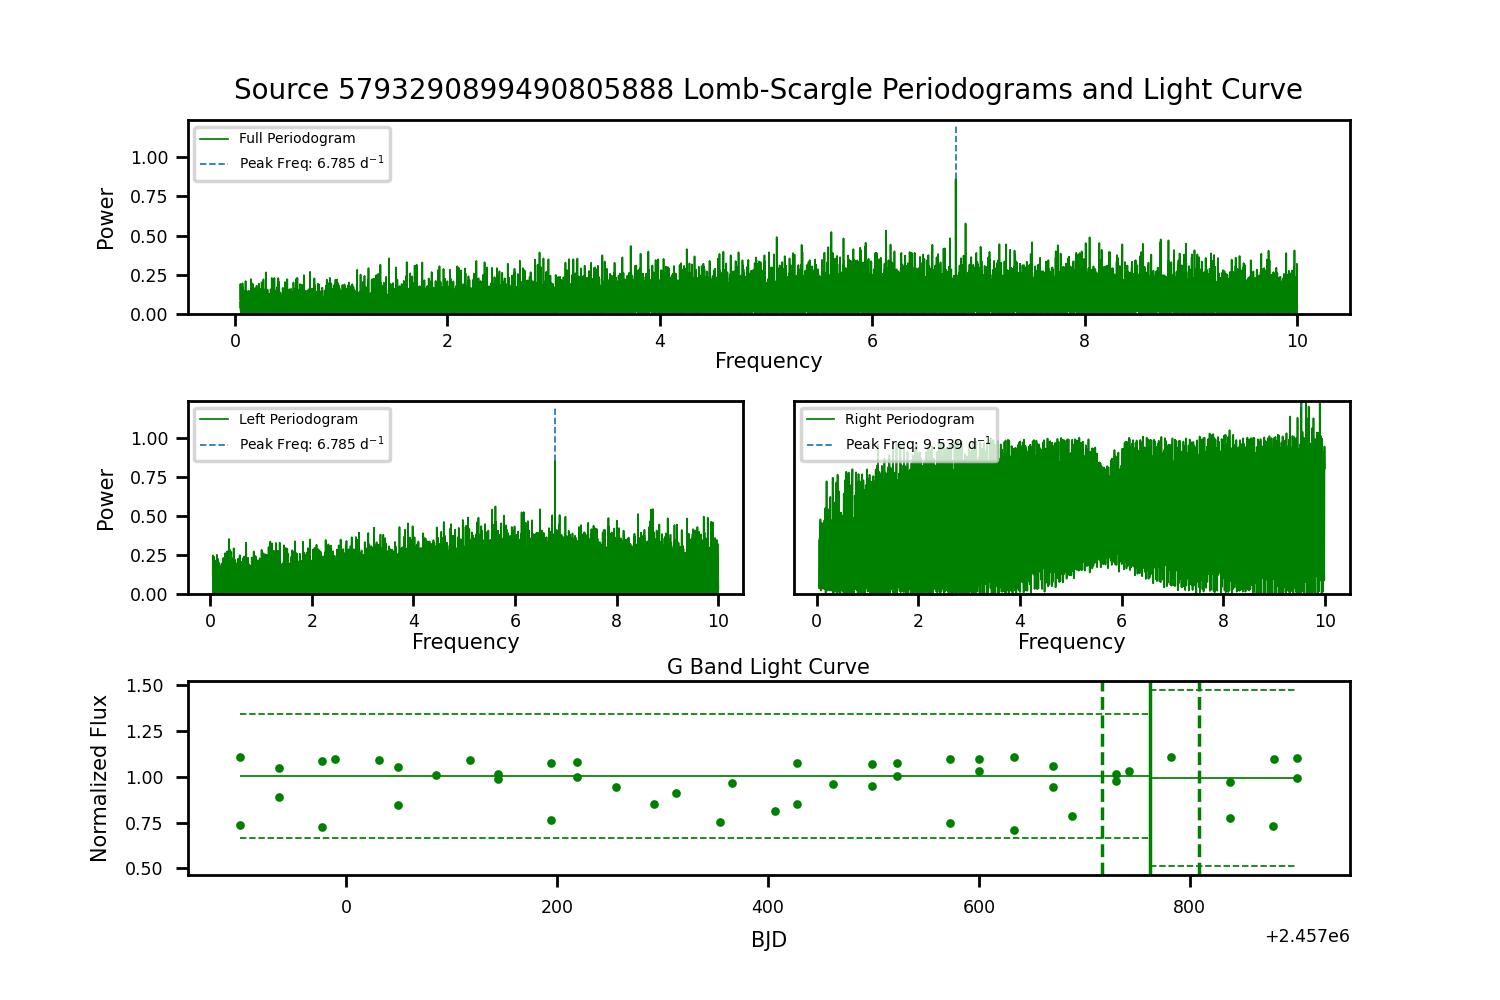 Source 5793290899490805888 Lomb-Scargle Periodograms and Light Curve
Full Periodogram
Peak Freq: 6.785 d⁻¹
Power
1.00
0.75
0.50
0.25
0.00
0 2 4 6 8 10
Frequency
Left Periodogram
Peak Freq: 6.785 d⁻¹
Power
1.00
0.75
0.50
0.25
0.00
0 2 4 6 8 10
Frequency
Right Periodogram
Peak Freq: 9.539 d⁻¹
0 2 4 6 8 10
Frequency
G Band Light Curve
Normalized Flux
1.50
1.25
1.00
0.75
0.50
0 200 400 600 800
BJD
+2.457e6